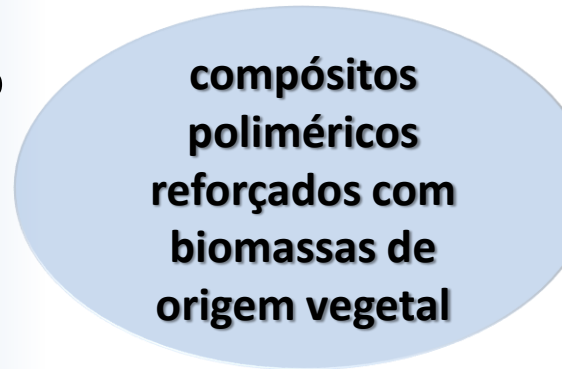 compósitos
poliméricos
reforçados com
biomassas de
origem vegetal